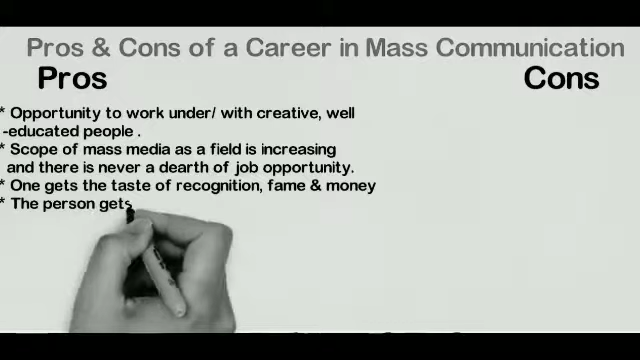 Pros & Cons of a Career in Mass Communication
Pros
Cons
* Opportunity to work under/ with creative, well
-educated people .
* Scope of mass media as a field is increasing
and there is never a dearth of job opportunity.
* One gets the taste of recognition, fame & money
* The person gets